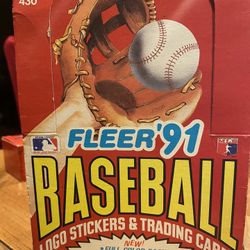 430
FLEER '91
BASEBALL
LOGO STICKERS & TRADING CARDS
NEW!